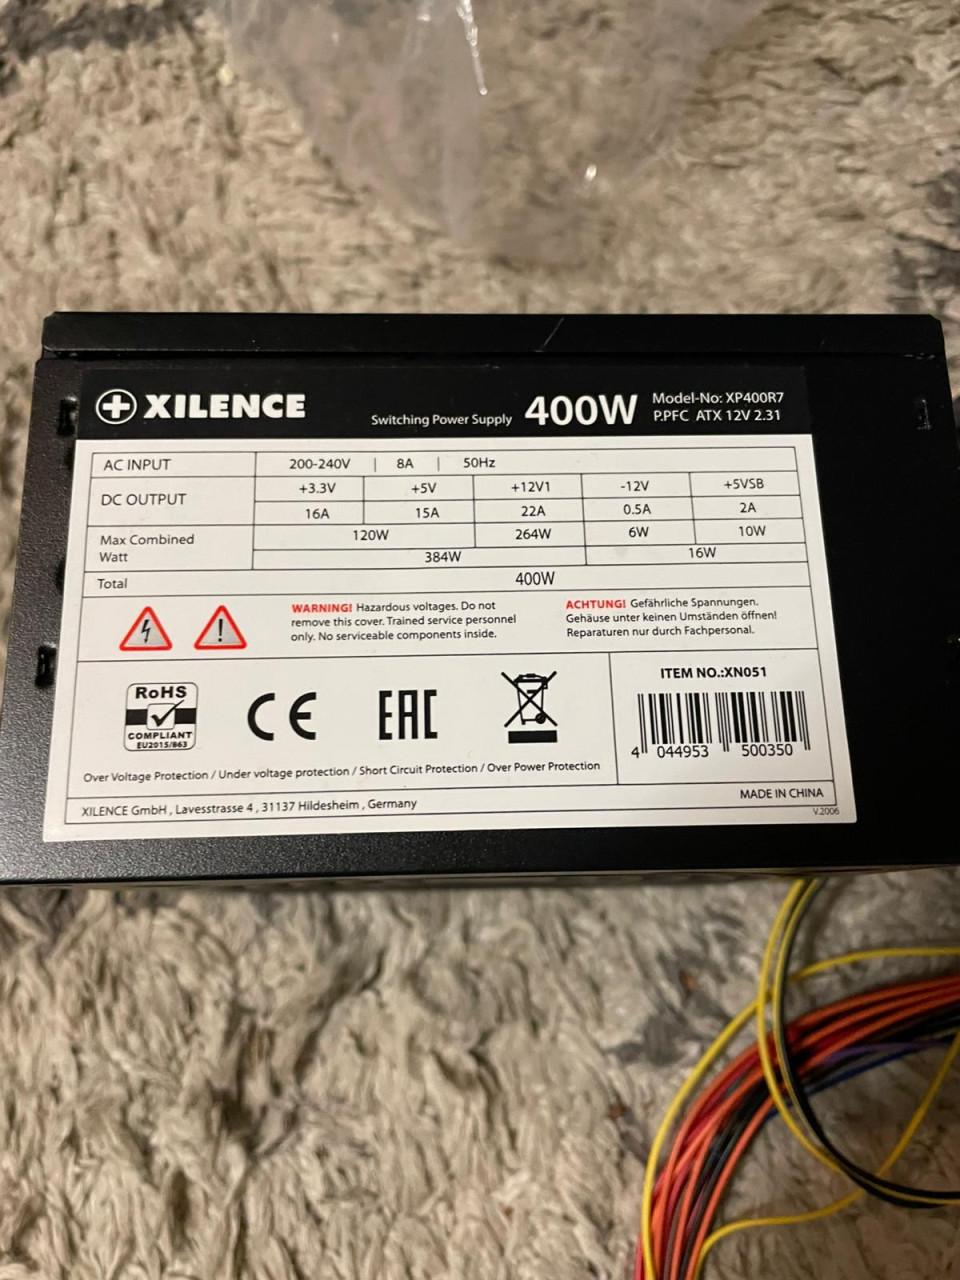 XILENCE Switching Power Supply 400W Model-No: XP400R7
P.PFC ATX 12V 2.31
AC INPUT 200-240V | 8A | 50Hz
DC OUTPUT +3.3V +5V +12V1 -12V +5VSB
16A 15A 22A 0.5A 2A
Max Combined Watt 120W 264W 6W 10W
384W 16W
Total 400W
WARNING! Hazardous voltages. Do not
remove this cover. Trained service personnel
only. No serviceable components inside.
ACHTUNG! Gefährliche Spannungen.
Gehäuse unter keinen Umständen öffnen!
Reparaturen nur durch Fachpersonal.
RoHS
COMPLIANT
EU2015/863
CE
EAC
ITEM NO.:XN051
4 044953 500350
Over Voltage Protection / Under voltage protection / Short Circuit Protection / Over Power Protection
XILENCE GmbH , Lavesstrasse 4 , 31137 Hildesheim , Germany
MADE IN CHINA
V.2006